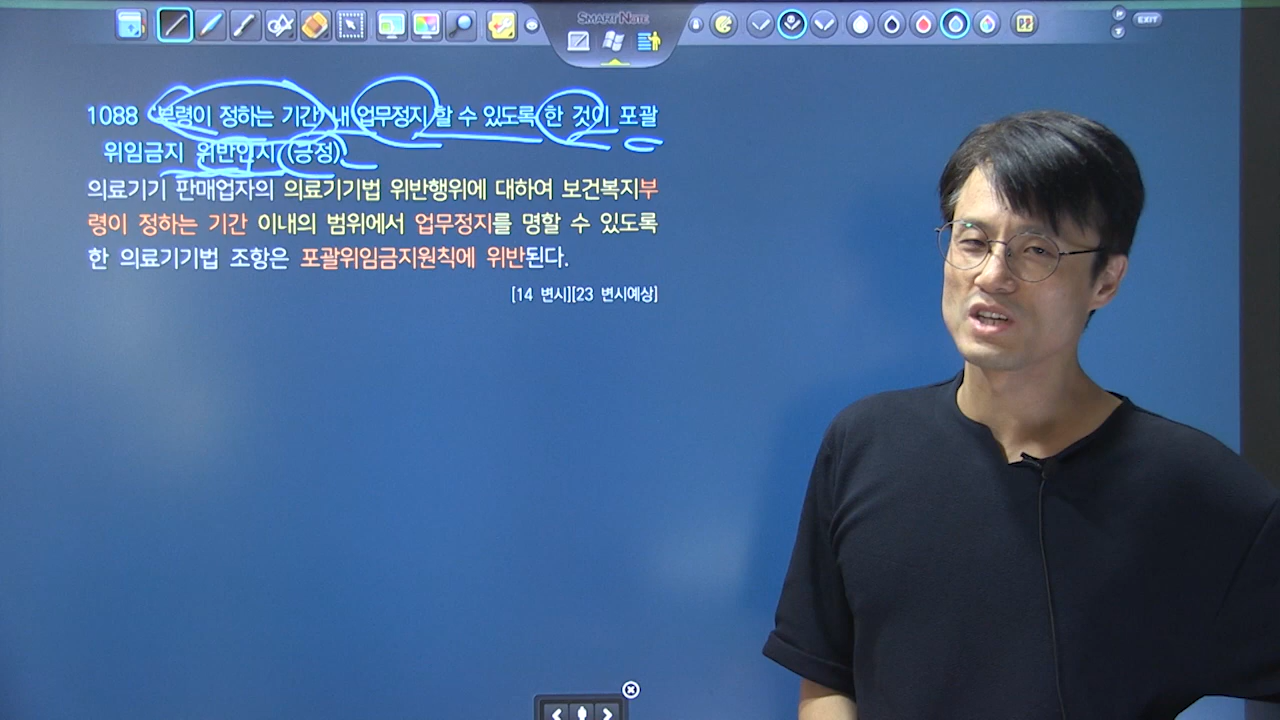 SMARTNOTE
EXIT
1088 '부령이 정하는 기간' 내 업무정지 할 수 있도록 한 것이 포괄
위임금지 위반인지 (긍정)
의료기기 판매업자의 의료기기법 위반행위에 대하여 보건복지부
령이 정하는 기간 이내의 범위에서 업무정지를 명할 수 있도록
한 의료기기법 조항은 포괄위임금지원칙에 위반된다.
[14 변시][23 변시예상]